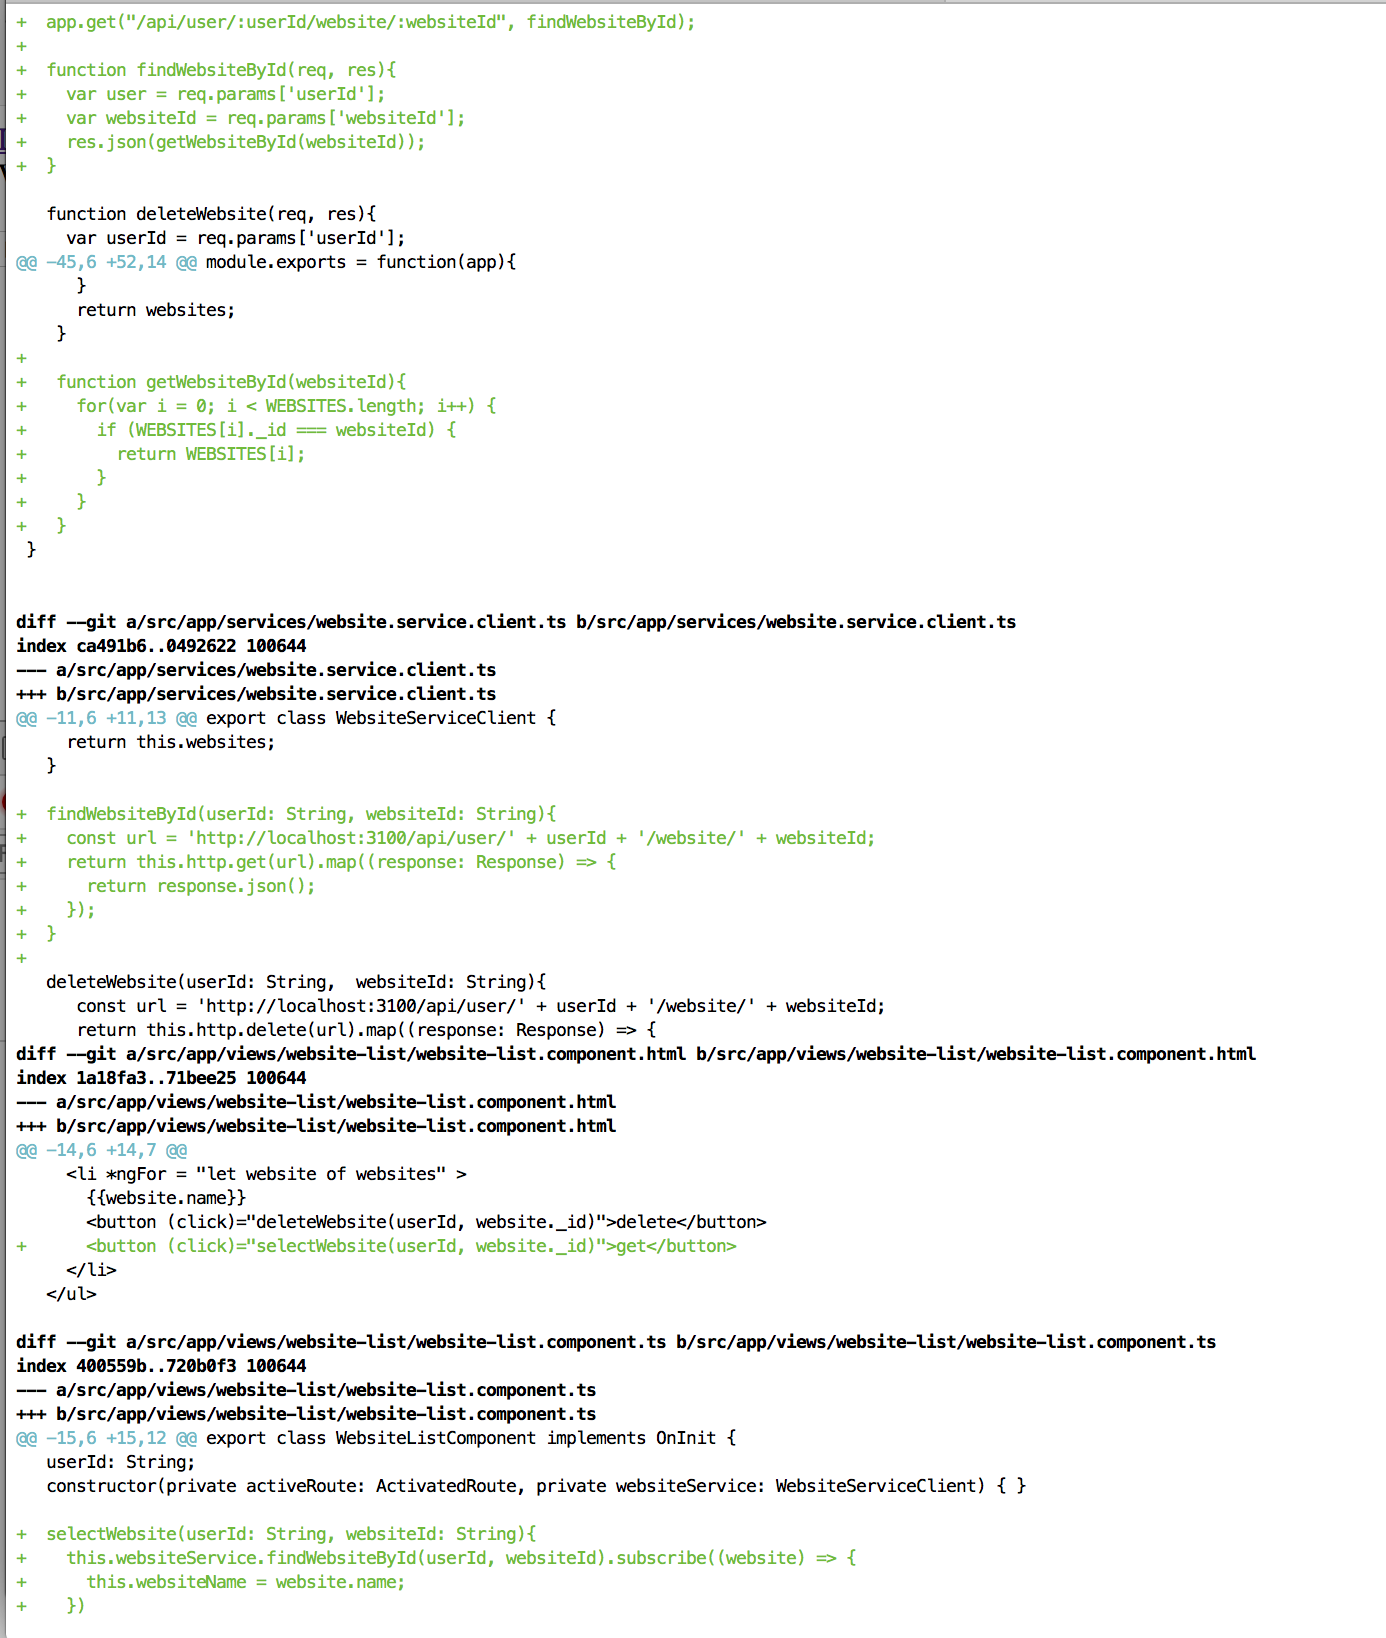 +  app.get("/api/user/:userId/website/:websiteId", findWebsiteById);
+
+  function findWebsiteById(req, res){
+    var user = req.params['userId'];
+    var websiteId = req.params['websiteId'];
+    res.json(getWebsiteById(websiteId));
+  }

   function deleteWebsite(req, res){
     var userId = req.params['userId'];
@@ -45,6 +52,14 @@ module.exports = function(app){
      }
      return websites;
    }
+
+   function getWebsiteById(websiteId){
+     for(var i = 0; i < WEBSITES.length; i++) {
+       if (WEBSITES[i]._id === websiteId) {
+         return WEBSITES[i];
+       }
+     }
+   }
 }

diff --git a/src/app/services/website.service.client.ts b/src/app/services/website.service.client.ts
index ca491b6..0492622 100644
--- a/src/app/services/website.service.client.ts
+++ b/src/app/services/website.service.client.ts
@@ -11,6 +11,13 @@ export class WebsiteServiceClient {
     return this.websites;
   }

+  findWebsiteById(userId: String, websiteId: String){
+    const url = 'http://localhost:3100/api/user/' + userId + '/website/' + websiteId;
+    return this.http.get(url).map((response: Response) => {
+      return response.json();
+    });
+  }
+
   deleteWebsite(userId: String,  websiteId: String){
      const url = 'http://localhost:3100/api/user/' + userId + '/website/' + websiteId;
      return this.http.delete(url).map((response: Response) => {
diff --git a/src/app/views/website-list/website-list.component.html b/src/app/views/website-list/website-list.component.html
index 1a18fa3..71bee25 100644
--- a/src/app/views/website-list/website-list.component.html
+++ b/src/app/views/website-list/website-list.component.html
@@ -14,6 +14,7 @@
     <li *ngFor = "let website of websites" >
       {{website.name}}
       <button (click)="deleteWebsite(userId, website._id)">delete</button>
+      <button (click)="selectWebsite(userId, website._id)">get</button>
     </li>
   </ul>

diff --git a/src/app/views/website-list/website-list.component.ts b/src/app/views/website-list/website-list.component.ts
index 400559b..720b0f3 100644
--- a/src/app/views/website-list/website-list.component.ts
+++ b/src/app/views/website-list/website-list.component.ts
@@ -15,6 +15,12 @@ export class WebsiteListComponent implements OnInit {
   userId: String;
   constructor(private activeRoute: ActivatedRoute, private websiteService: WebsiteServiceClient) { }

+  selectWebsite(userId: String, websiteId: String){
+    this.websiteService.findWebsiteById(userId, websiteId).subscribe((website) => {
+      this.websiteName = website.name;
+    })